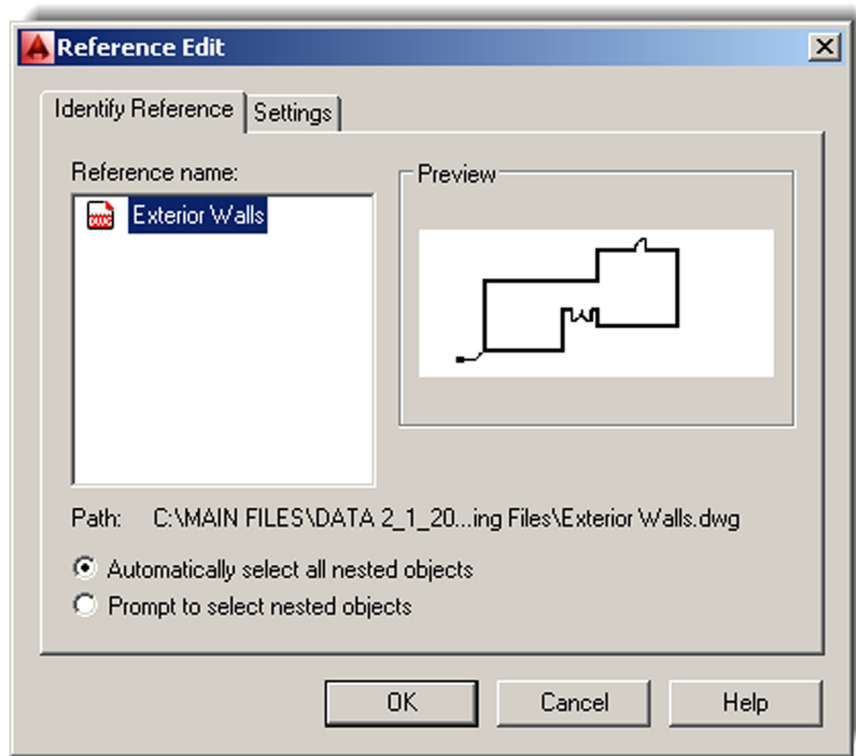 Reference Edit
Identify Reference
Settings
Reference name:
Exterior Walls
Preview
Path: C:\MAIN FILES\DATA 2_1_20...ing Files\Exterior Walls.dwg
Automatically select all nested objects
Prompt to select nested objects
OK
Cancel
Help